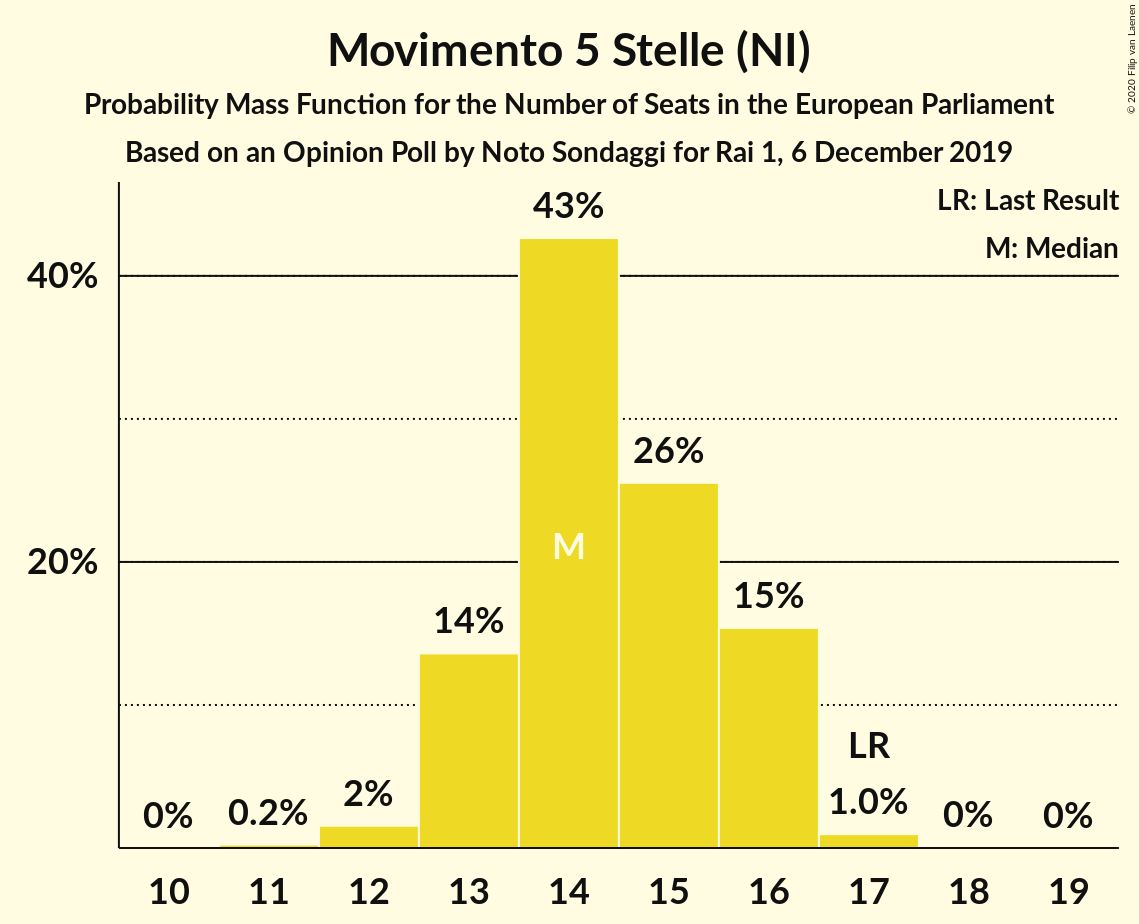 Movimento 5 Stelle (NI)
Probability Mass Function for the Number of Seats in the European Parliament
Based on an Opinion Poll by Noto Sondaggi for Rai 1, 6 December 2019
© 2020 Filip van Laenen
LR: Last Result
M: Median
40%
20%
0%
0.2%
2%
14%
43%
M
26%
15%
LR
1.0%
0%
0%
10 11 12 13 14 15 16 17 18 19